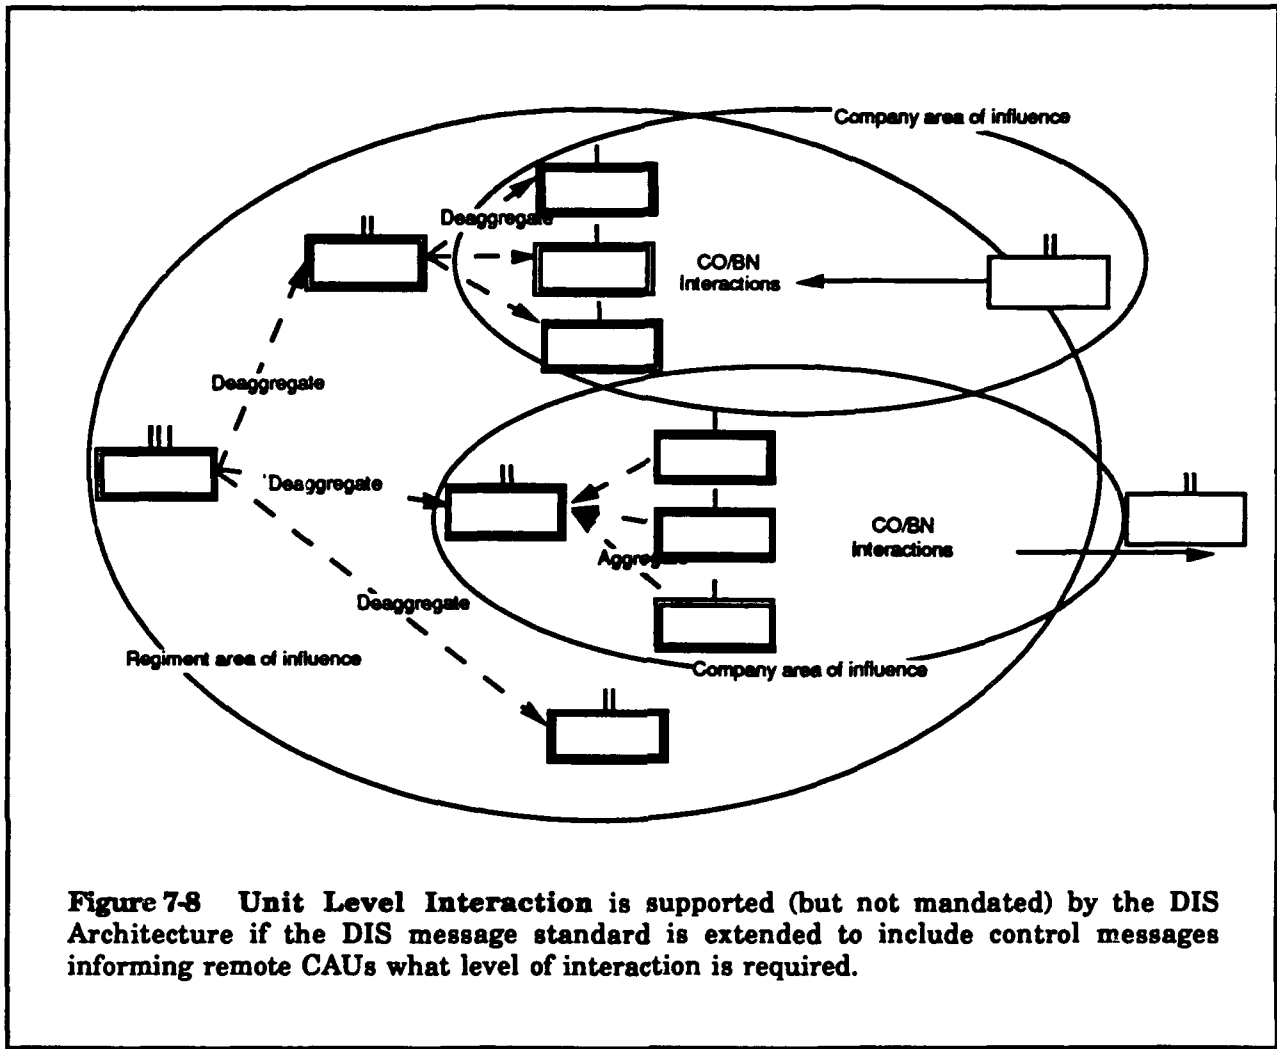 Company area of influence
Deaggregate
CO/BN
Interactions
Deaggregate
Deaggregate
CO/BN
Interactions
Aggregate
Deaggregate
Regiment area of influence
Company area of influence
Figure 7-8 Unit Level Interaction is supported (but not mandated) by the DIS
Architecture if the DIS message standard is extended to include control messages
informing remote CAUs what level of interaction is required.